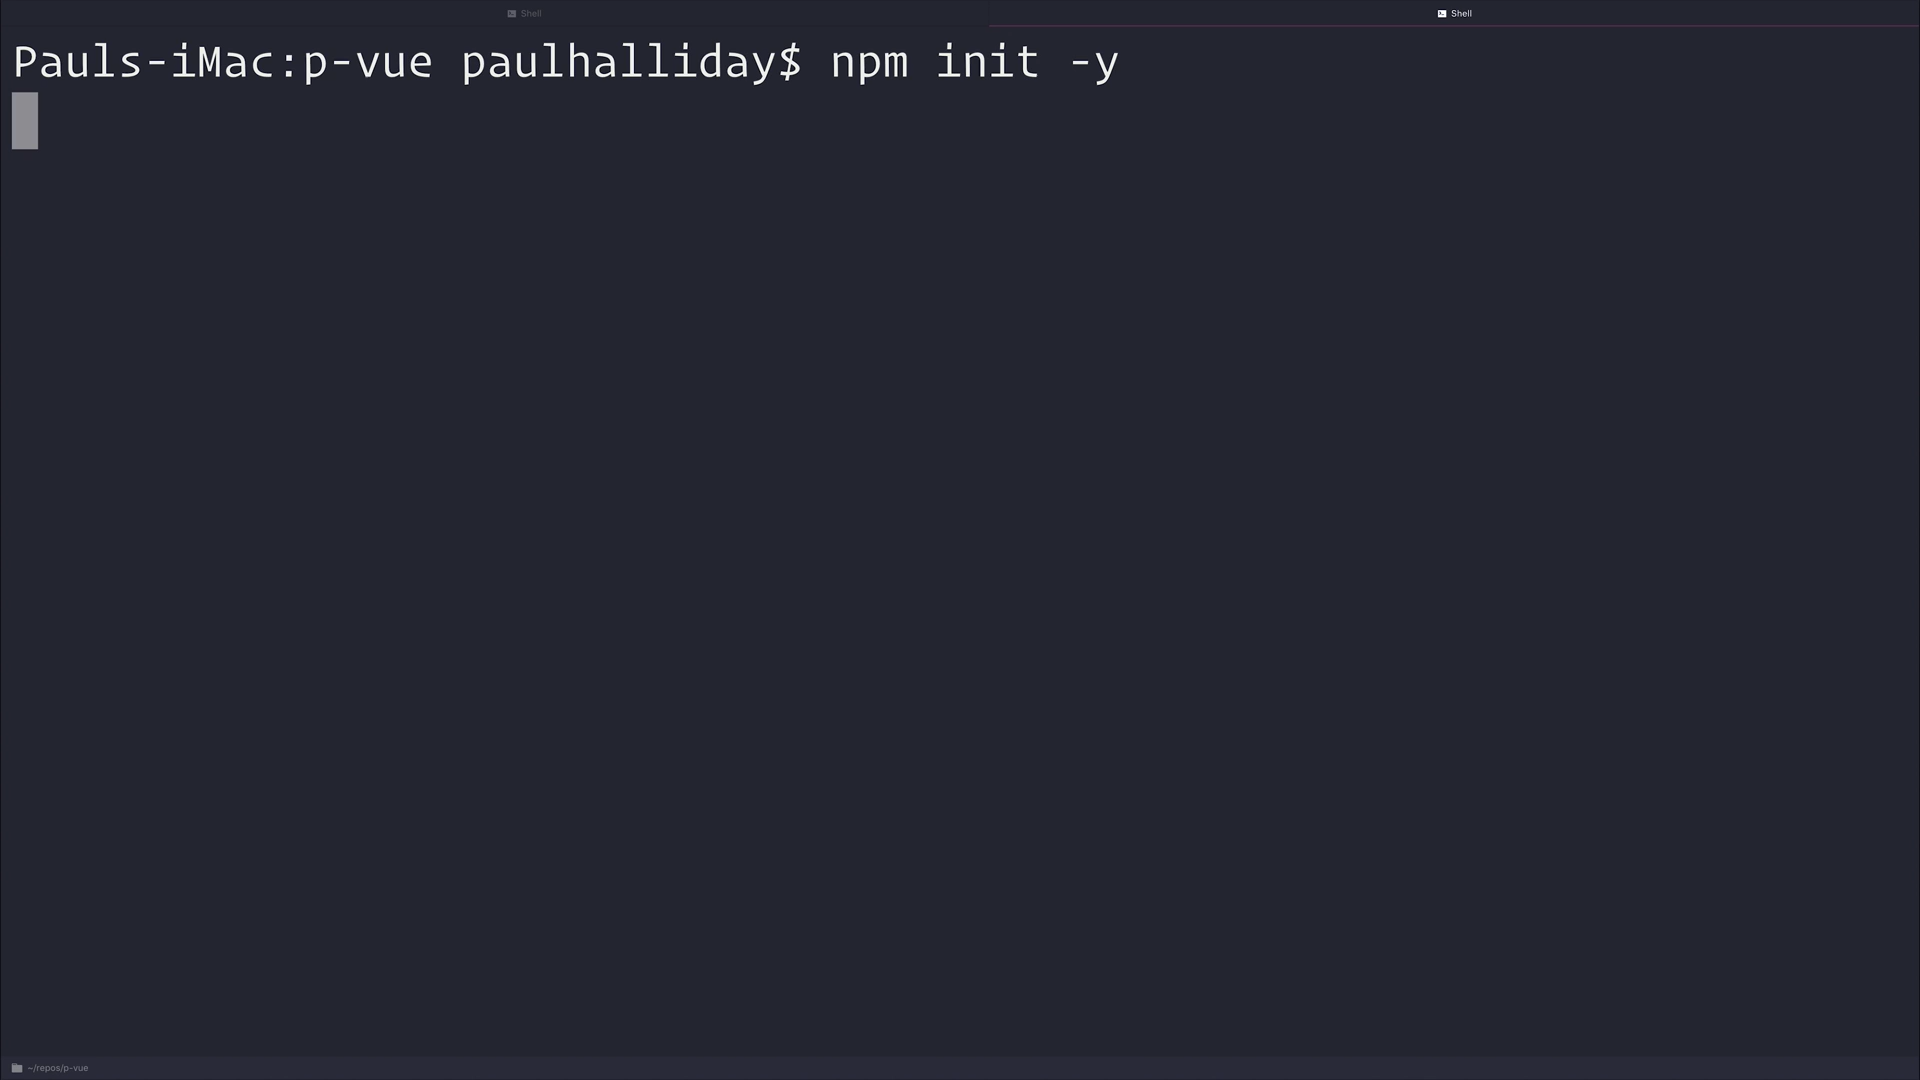 Shell
Shell
Pauls-iMac:p-vue paulhalliday$ npm init -y
~/repos/p-vue